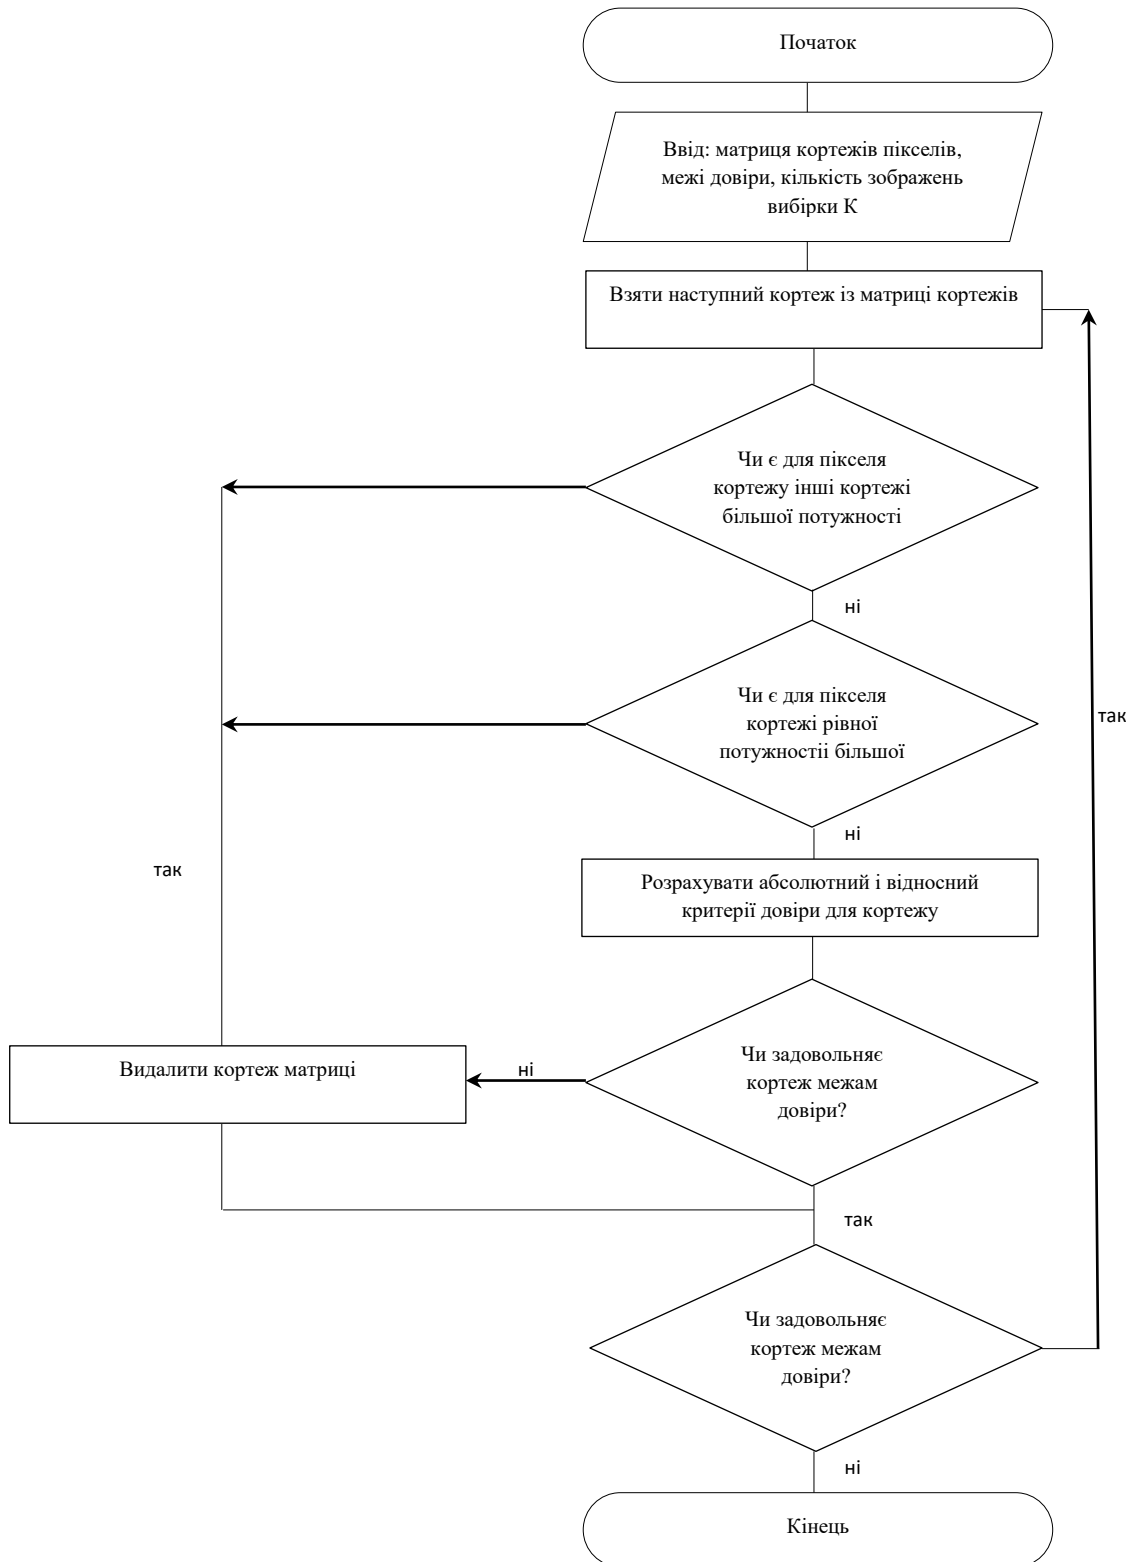 Початок
Ввід: матриця кортежів пікселів,
межі довіри, кількість зображень
вибірки К
Взяти наступний кортеж із матриці кортежів
Чи є для пікселя
кортежу інші кортежі
більшої потужності
ні
Чи є для пікселя
кортежі рівної
потужностіі більшої
так
ні
так
Розрахувати абсолютний і відносний
критерії довіри для кортежу
Видалити кортеж матриці
ні
Чи задовольняє
кортеж межам
довіри?
так
Чи задовольняє
кортеж межам
довіри?
ні
Кінець